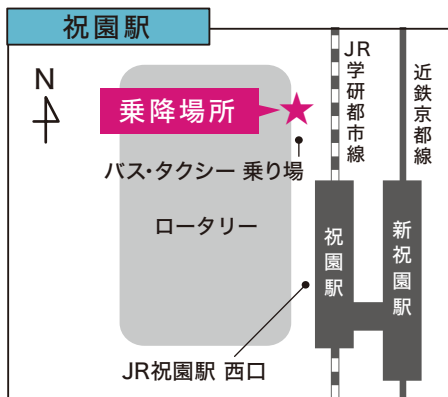 祝園駅
N
乗降場所
バス・タクシー 乗り場
ロータリー
JR祝園駅 西口
JR学研都市線
近鉄京都線
祝園駅
新祝園駅